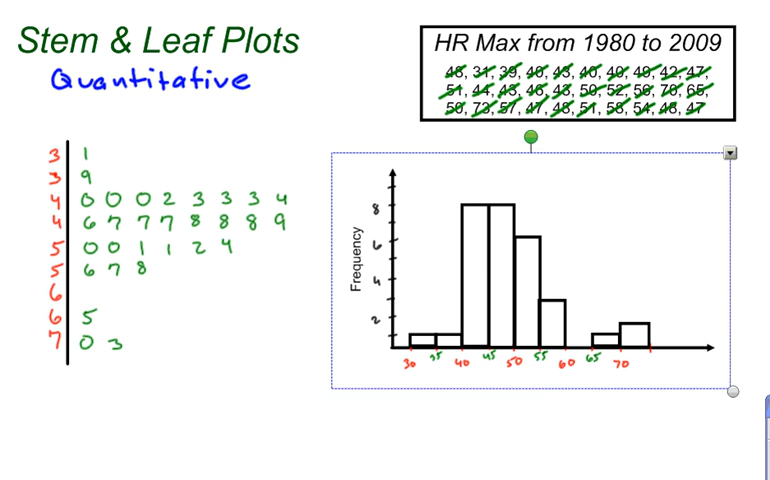 Stem & Leaf Plots
Quantitative
HR Max from 1980 to 2009
48, 31, 39, 40, 43, 40, 40, 49, 42, 47,
51, 44, 43, 46, 43, 50, 52, 56, 70, 65,
50, 73, 57, 47, 48, 51, 58, 54, 48, 47
3 1
3 9
4 0 0 0 2 3 3 3 4
4 6 7 7 7 8 8 8 9
5 0 0 1 1 2 4
5 6 7 8
6
6 5
7 0 3
Frequency
8
6
4
2
30 35 40 45 50 55 60 65 70